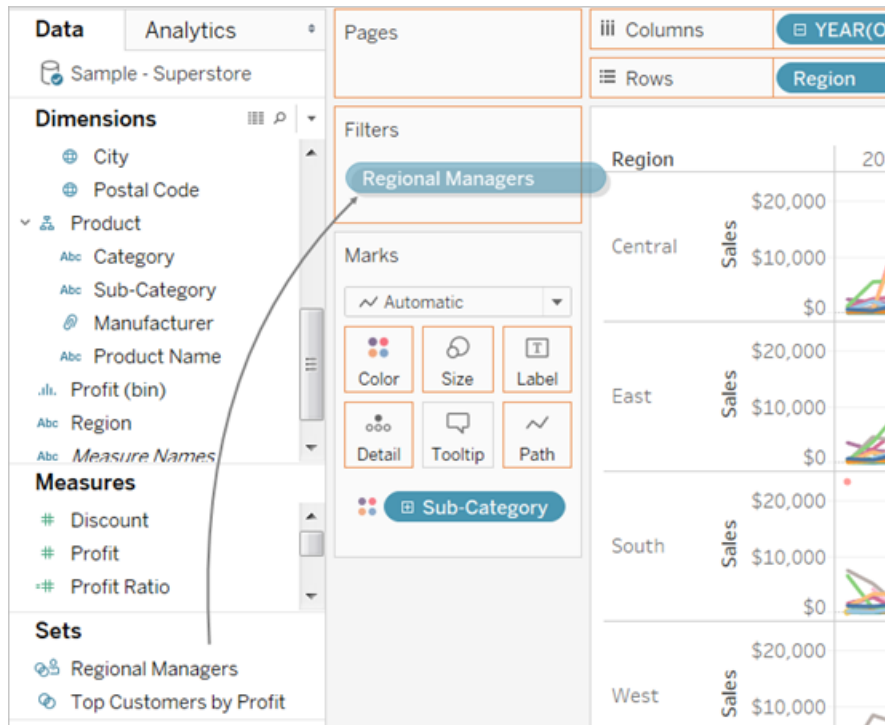 Data
Analytics
Sample - Superstore
Dimensions
City
Postal Code
Product
Abc Category
Abc Sub-Category
Manufacturer
Abc Product Name
Profit (bin)
Abc Region
Abc Measure Names
Measures
# Discount
# Profit
=# Profit Ratio
Sets
Regional Managers
Top Customers by Profit
Pages
Filters
Regional Managers
Marks
Automatic
Color
Size
T
Label
Detail
Tooltip
Path
Sub-Category
Columns
YEAR(O
Rows
Region
Region
20
Central
Sales
$20,000
$10,000
$0
East
Sales
$20,000
$10,000
$0
South
Sales
$20,000
$10,000
$0
West
Sales
$20,000
$10,000